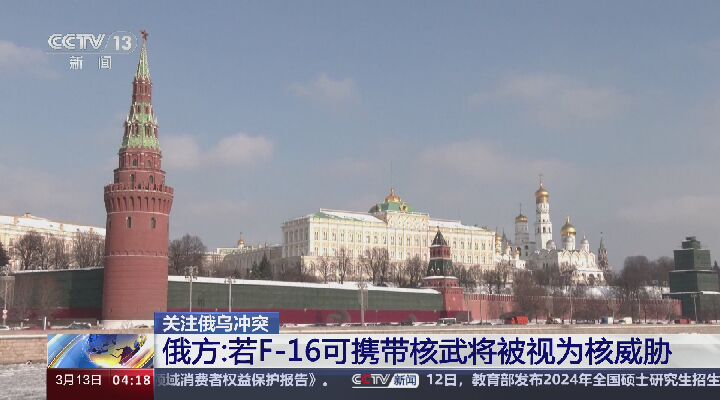 CCTV 13
新闻
关注俄乌冲突
俄方:若F-16可携带核武将被视为核威胁
3月13日 04:18 领域消费者权益保护报告》。 CCTV新闻 12日，教育部发布2024年全国硕士研究生招生